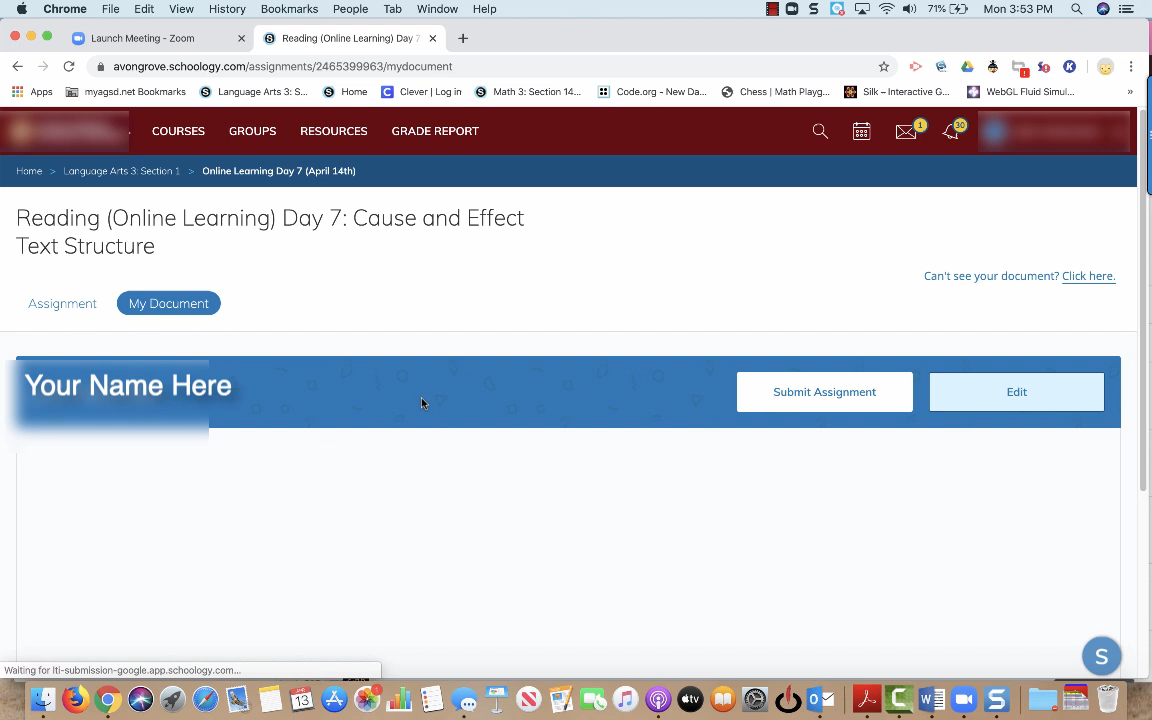 Chrome File Edit View History Bookmarks People Tab Window Help 71% Mon 3:53 PM
Launch Meeting - Zoom Reading (Online Learning) Day 7
avongrove.schoology.com/assignments/2465399963/mydocument
Apps myagsd.net Bookmarks Language Arts 3: S... Home Clever | Log in Math 3: Section 14... Code.org - New Da... Chess | Math Playg... Silk – Interactive G... WebGL Fluid Simul... »
COURSES GROUPS RESOURCES GRADE REPORT 1 30
Home > Language Arts 3: Section 1 > Online Learning Day 7 (April 14th)
Reading (Online Learning) Day 7: Cause and Effect
Text Structure
Can't see your document? Click here.
Assignment My Document
Your Name Here Submit Assignment Edit
S
Waiting for lti-submission-google.app.schoology.com...